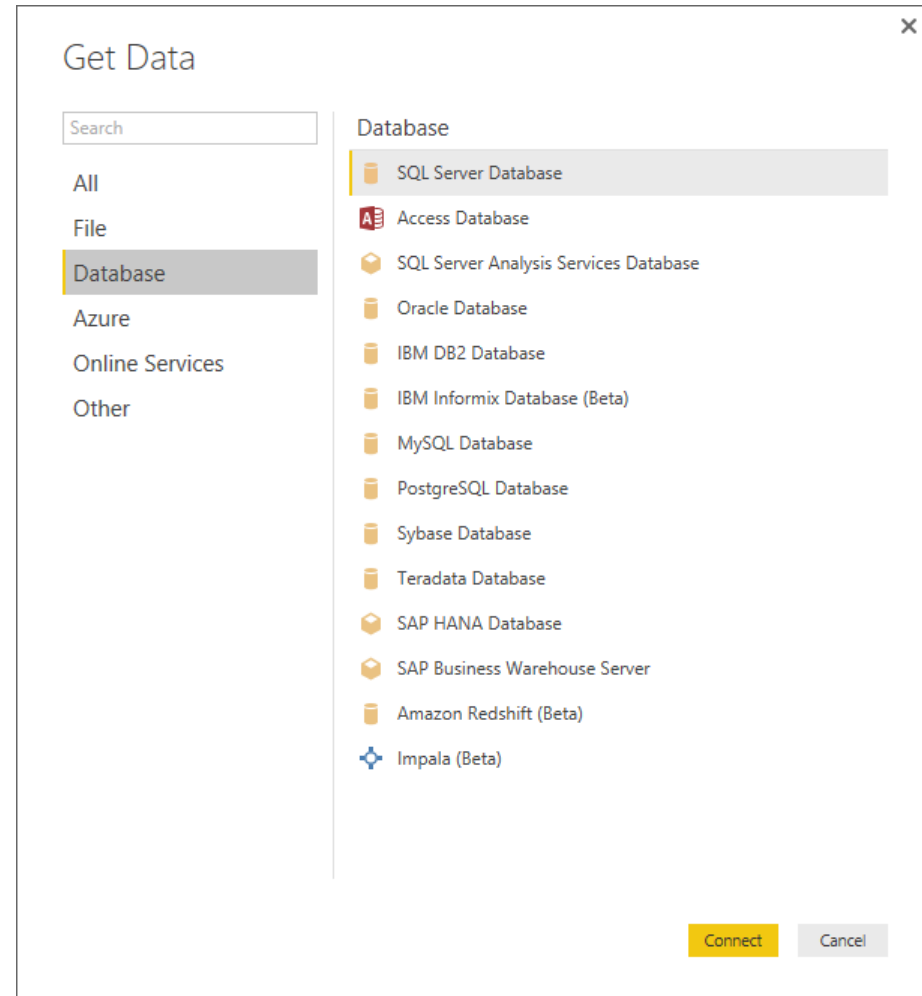 Get Data
Search
All
File
Database
Azure
Online Services
Other
Database
SQL Server Database
Access Database
SQL Server Analysis Services Database
Oracle Database
IBM DB2 Database
IBM Informix Database (Beta)
MySQL Database
PostgreSQL Database
Sybase Database
Teradata Database
SAP HANA Database
SAP Business Warehouse Server
Amazon Redshift (Beta)
Impala (Beta)
Connect
Cancel